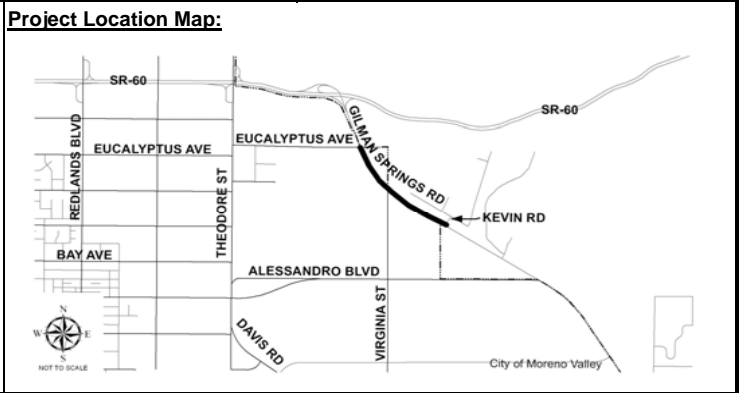 Project Location Map:
SR-60
SR-60
GILMAN SPRINGS RD
REDLANDS BLVD
EUCALYPTUS AVE
EUCALYPTUS AVE
THEODORE ST
KEVIN RD
BAY AVE
ALESSANDRO BLVD
VIRGINIA ST
DAVIS RD
N
W
E
S
NOT TO SCALE
City of Moreno Valley